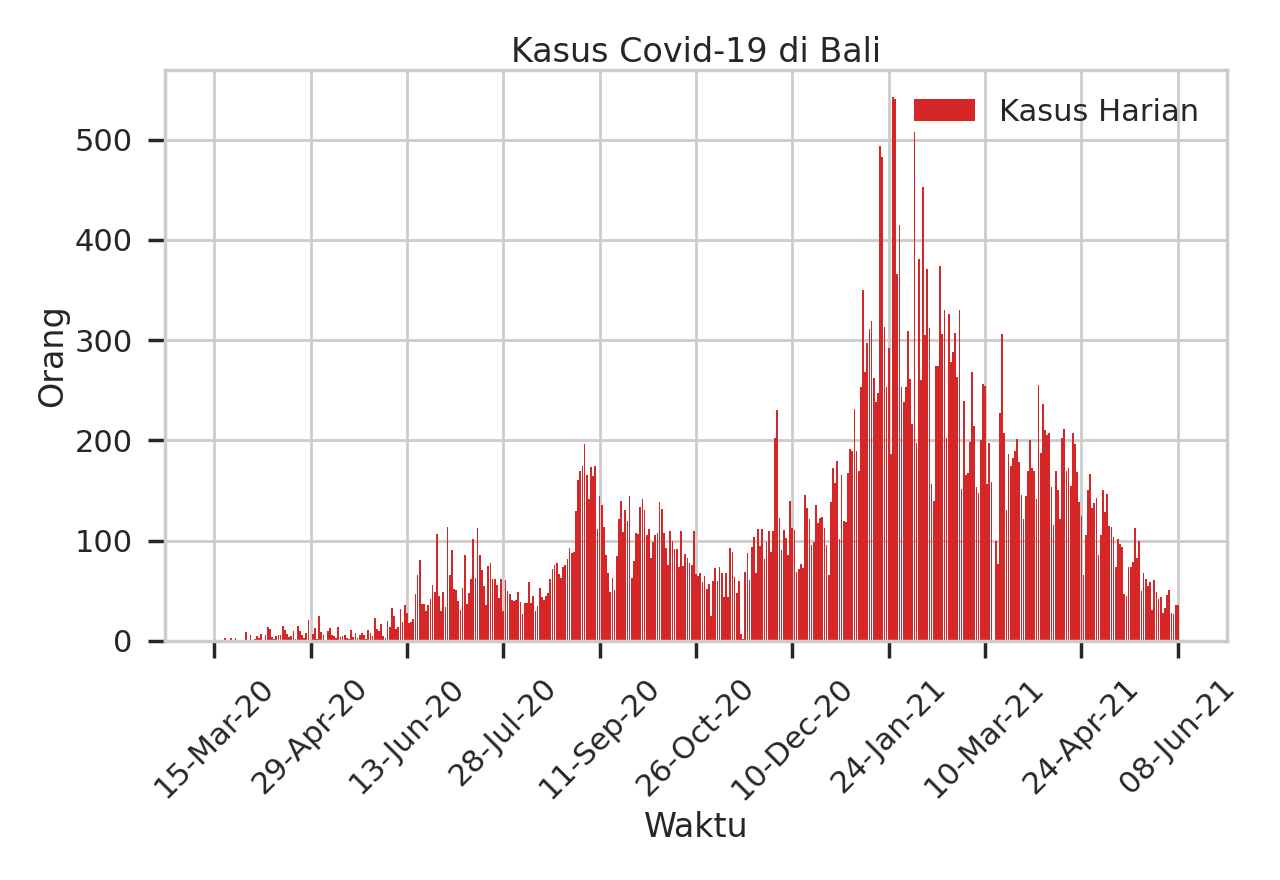 Kasus Covid-19 di Bali
Kasus Harian
Orang
500
400
300
200
100
0
15-Mar-20
29-Apr-20
13-Jun-20
28-Jul-20
11-Sep-20
26-Oct-20
10-Dec-20
24-Jan-21
10-Mar-21
24-Apr-21
08-Jun-21
Waktu